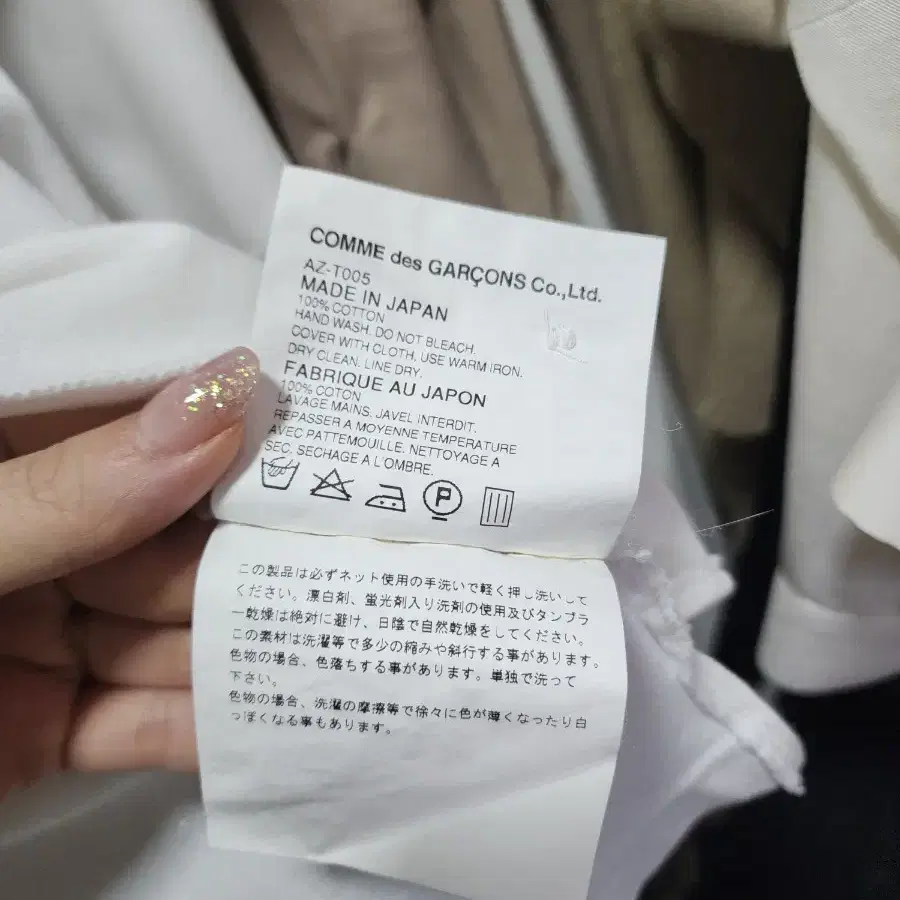 COMME des GARÇONS Co.,Ltd.
AZ-T005
MADE IN JAPAN
100% COTTON
HAND WASH. DO NOT BLEACH.
COVER WITH CLOTH. USE WARM IRON.
DRY CLEAN. LINE DRY.
FABRIQUE AU JAPON
100% COTON
LAVAGE MAINS. JAVEL INTERDIT.
REPASSER A MOYENNE TEMPERATURE
AVEC PATTEMOUILLE. NETTOYAGE A
SEC. SECHAGE A L'OMBRE.
P
この製品は必ずネット使用の手洗いで軽く押し洗いして
ください。漂白剤、蛍光剤入り洗剤の使用及びタンブラ
ー乾燥は絶対に避け、日陰で自然乾燥をしてください。
この素材は洗濯等で多少の縮みや斜行する事があります。
色物の場合、色落ちする事があります。単独で洗って
下さい。
色物の場合、洗濯の摩擦等で徐々に色が薄くなったり白
っぽくなる事もあります。